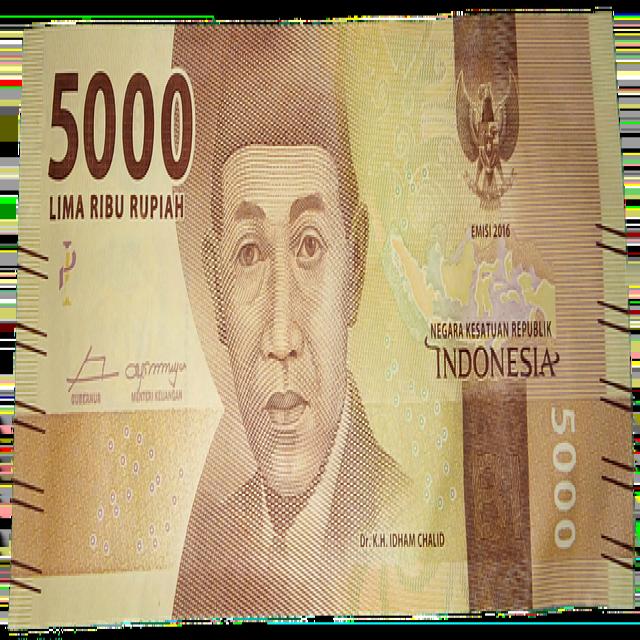 5000
LIMA RIBU RUPIAH
EMISI 2016
NEGARA KESATUAN REPUBLIK
INDONESIA
GUBERNUR
MENTERI KEUANGAN
5000
Dr. K.H. IDHAM CHALID